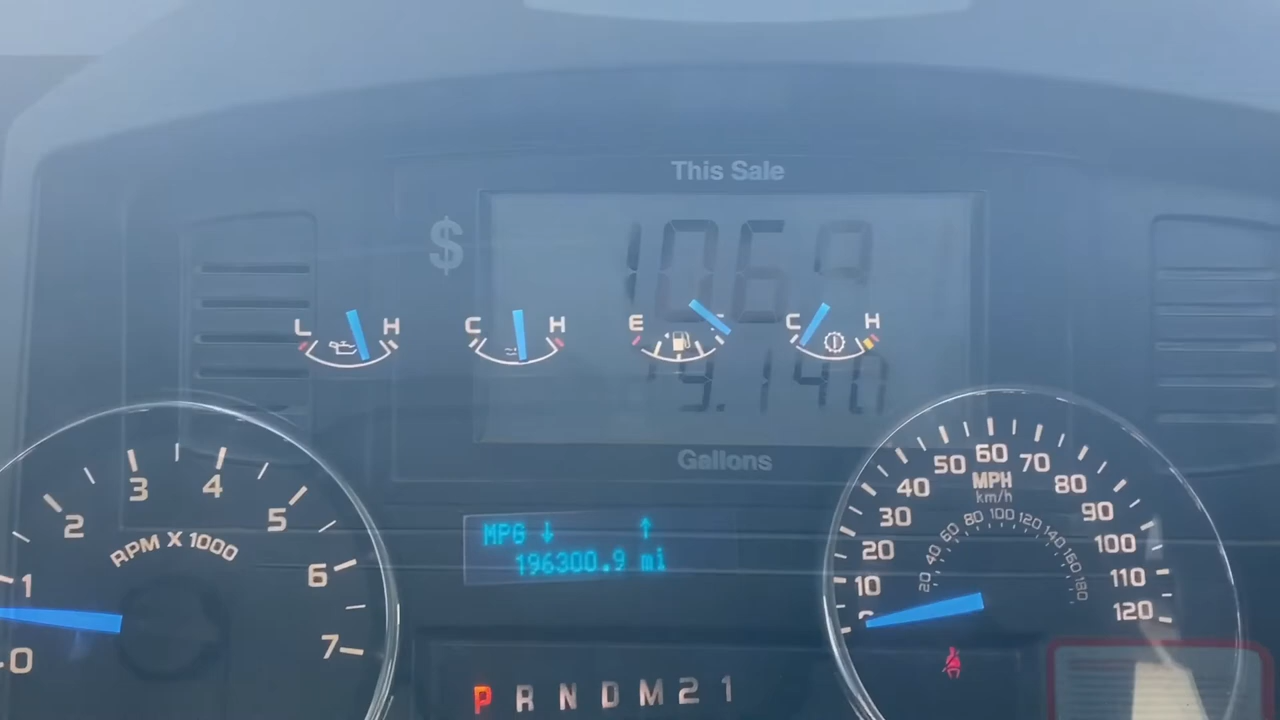 This Sale
$ 1069
L H C H E C H
19.140
Gallons
1 2 3 4 5 6 7 0
RPM X 1000
MPG ↓ ↑
196300.9 mi
10 20 30 40 50 60 70 80 90 100 110 120
MPH
km/h
20 40 60 80 100 120 140 160 180
P R N D M 2 1